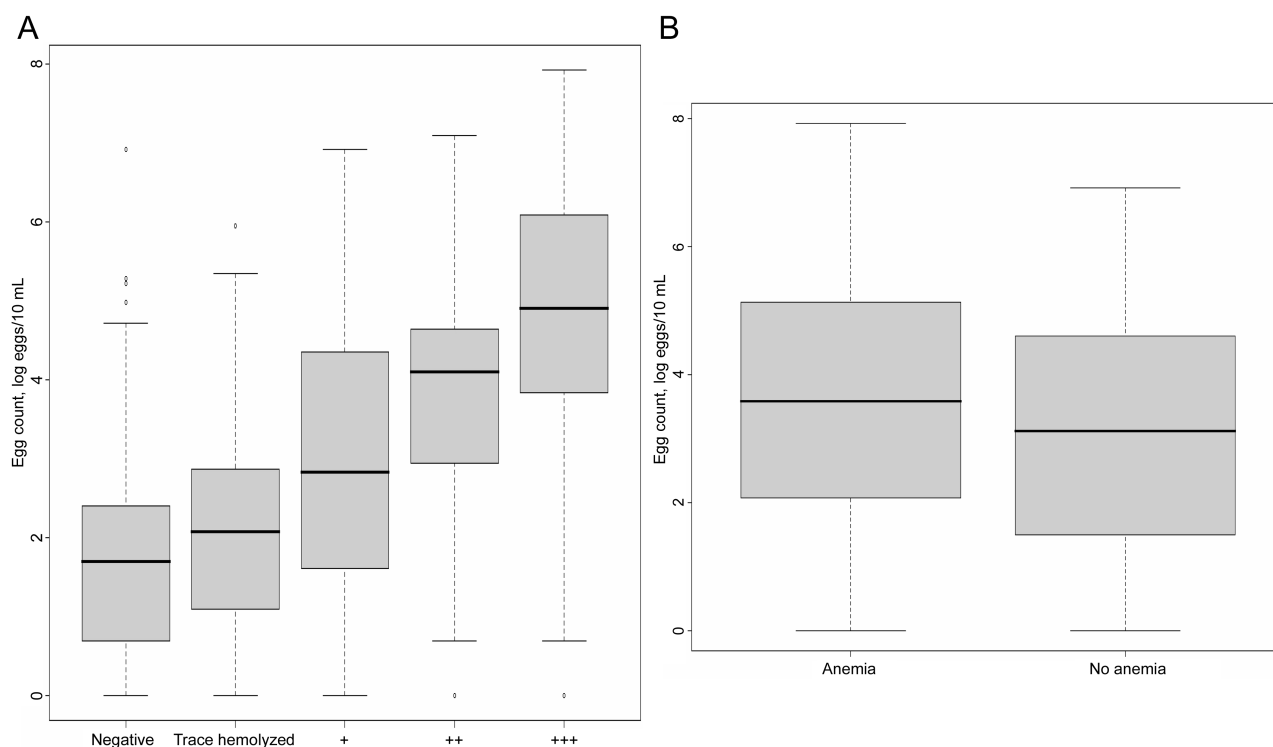 A
Egg count, log eggs/10 mL
8
6
4
2
0
Negative
Trace hemolyzed
+
++
+++
B
Egg count, log eggs/10 mL
8
6
4
2
0
Anemia
No anemia